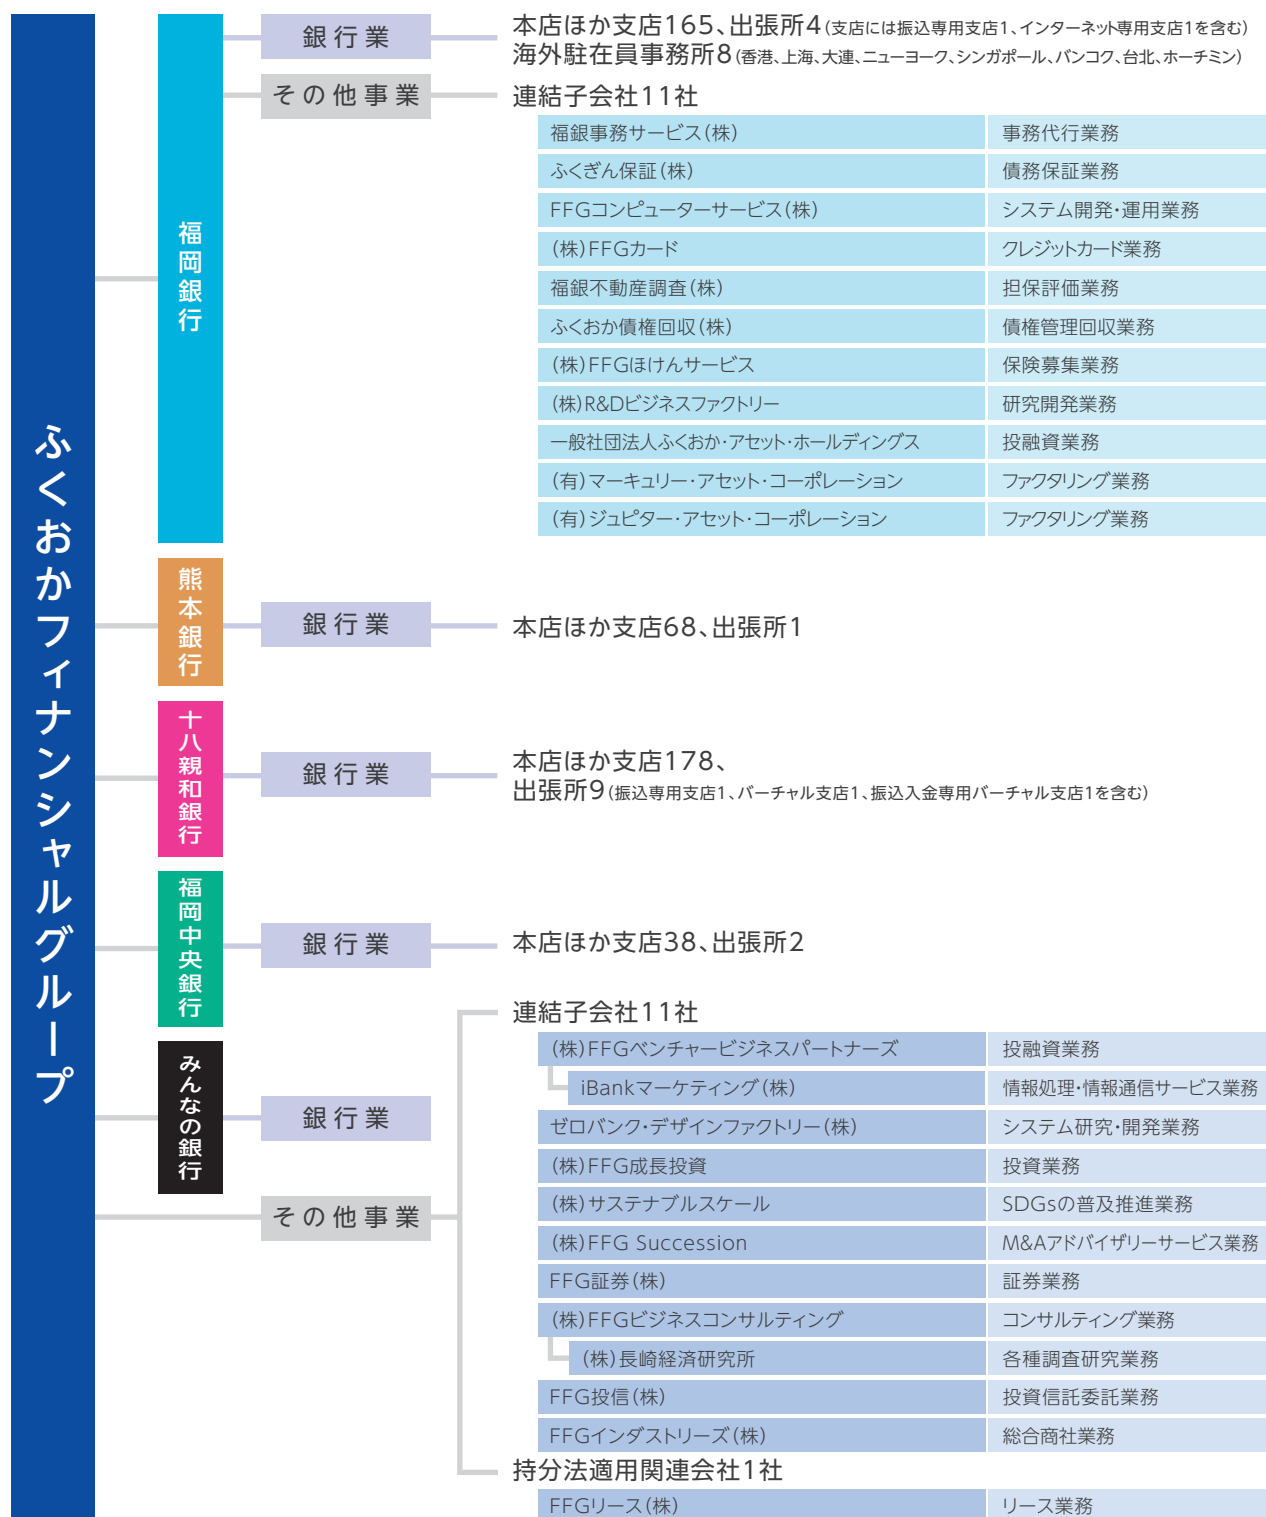 ふくおかフィナンシャルグループ
福岡銀行
銀行業
本店ほか支店165、出張所4(支店には振込専用支店1、インターネット専用支店1を含む)
海外駐在員事務所8(香港、上海、大連、ニューヨーク、シンガポール、バンコク、台北、ホーチミン)
その他事業
連結子会社11社
福銀事務サービス(株) 事務代行業務
ふくぎん保証(株) 債務保証業務
FFGコンピューターサービス(株) システム開発・運用業務
(株)FFGカード クレジットカード業務
福銀不動産調査(株) 担保評価業務
ふくおか債権回収(株) 債権管理回収業務
(株)FFGほけんサービス 保険募集業務
(株)R&Dビジネスファクトリー 研究開発業務
一般社団法人ふくおか・アセット・ホールディングス 投融資業務
(有)マーキュリー・アセット・コーポレーション ファクタリング業務
(有)ジュピター・アセット・コーポレーション ファクタリング業務
熊本銀行
銀行業
本店ほか支店68、出張所1
十八親和銀行
銀行業
本店ほか支店178、
出張所9(振込専用支店1、バーチャル支店1、振込入金専用バーチャル支店1を含む)
福岡中央銀行
銀行業
本店ほか支店38、出張所2
みんなの銀行
銀行業
その他事業
連結子会社11社
(株)FFGベンチャービジネスパートナーズ 投融資業務
iBankマーケティング(株) 情報処理・情報通信サービス業務
ゼロバンク・デザインファクトリー(株) システム研究・開発業務
(株)FFG成長投資 投資業務
(株)サステナブルスケール SDGsの普及推進業務
(株)FFG Succession M&Aアドバイザリーサービス業務
FFG証券(株) 証券業務
(株)FFGビジネスコンサルティング コンサルティング業務
(株)長崎経済研究所 各種調査研究業務
FFG投信(株) 投資信託委託業務
FFGインダストリーズ(株) 総合商社業務
持分法適用関連会社1社
FFGリース(株) リース業務